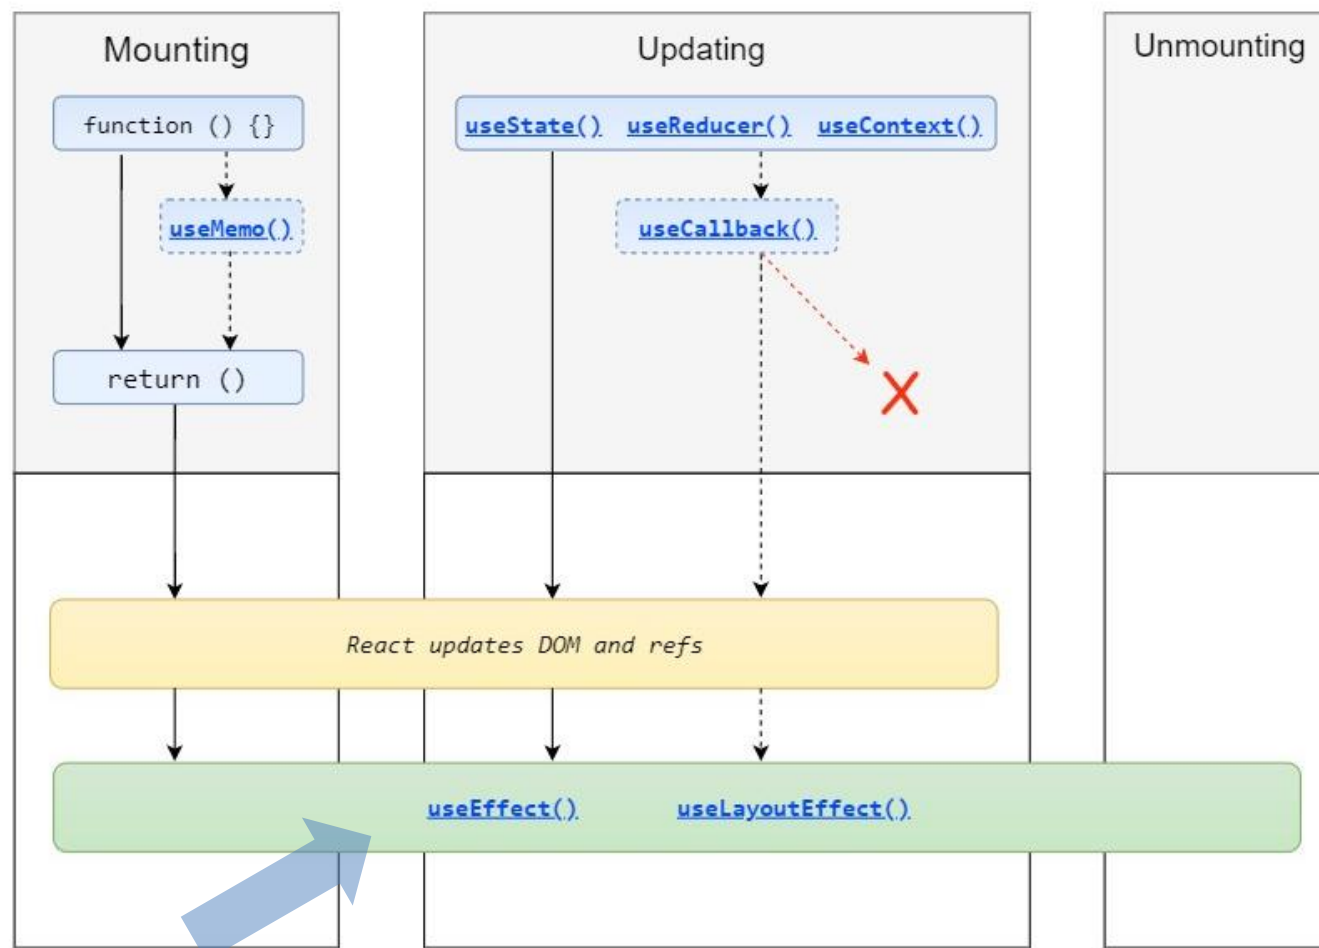 Mounting
function () {}
useMemo()
return ()
Updating
useState() useReducer() useContext()
useCallback()
Unmounting
React updates DOM and refs
useEffect() useLayoutEffect()